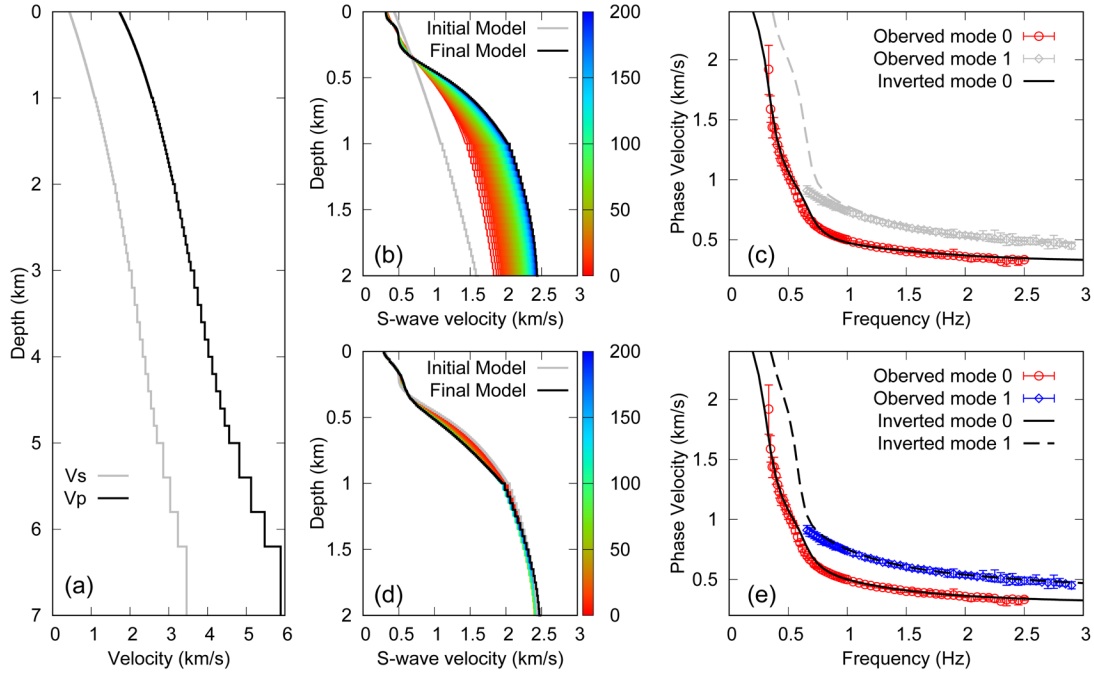 0
1
2
3
4
5
6
7
Depth (km)
Vs
Vp
(a)
0 1 2 3 4 5 6
Velocity (km/s)
0
0.5
1
1.5
2
Depth (km)
Initial Model
Final Model
(b)
0 0.5 1 1.5 2 2.5 3
S-wave velocity (km/s)
200
150
100
50
0
0
0.5
1
1.5
2
Depth (km)
Initial Model
Final Model
(d)
0 0.5 1 1.5 2 2.5 3
S-wave velocity (km/s)
200
150
100
50
0
2
1.5
1
0.5
Phase Velocity (km/s)
Oberved mode 0
Oberved mode 1
Inverted mode 0
(c)
0 0.5 1 1.5 2 2.5 3
Frequency (Hz)
2
1.5
1
0.5
Phase Velocity (km/s)
Oberved mode 0
Oberved mode 1
Inverted mode 0
Inverted mode 1
(e)
0 0.5 1 1.5 2 2.5 3
Frequency (Hz)